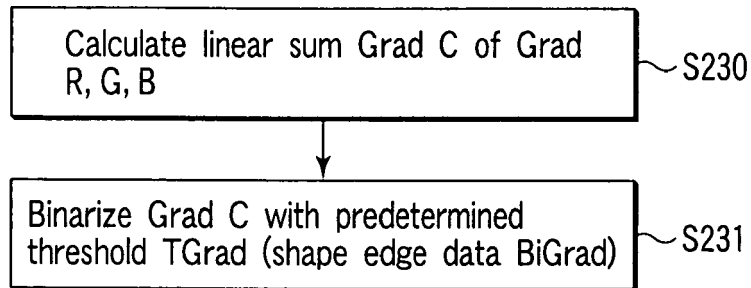 Calculate linear sum Grad C of Grad
R, G, B
S230
Binarize Grad C with predetermined
threshold TGrad (shape edge data BiGrad)
S231